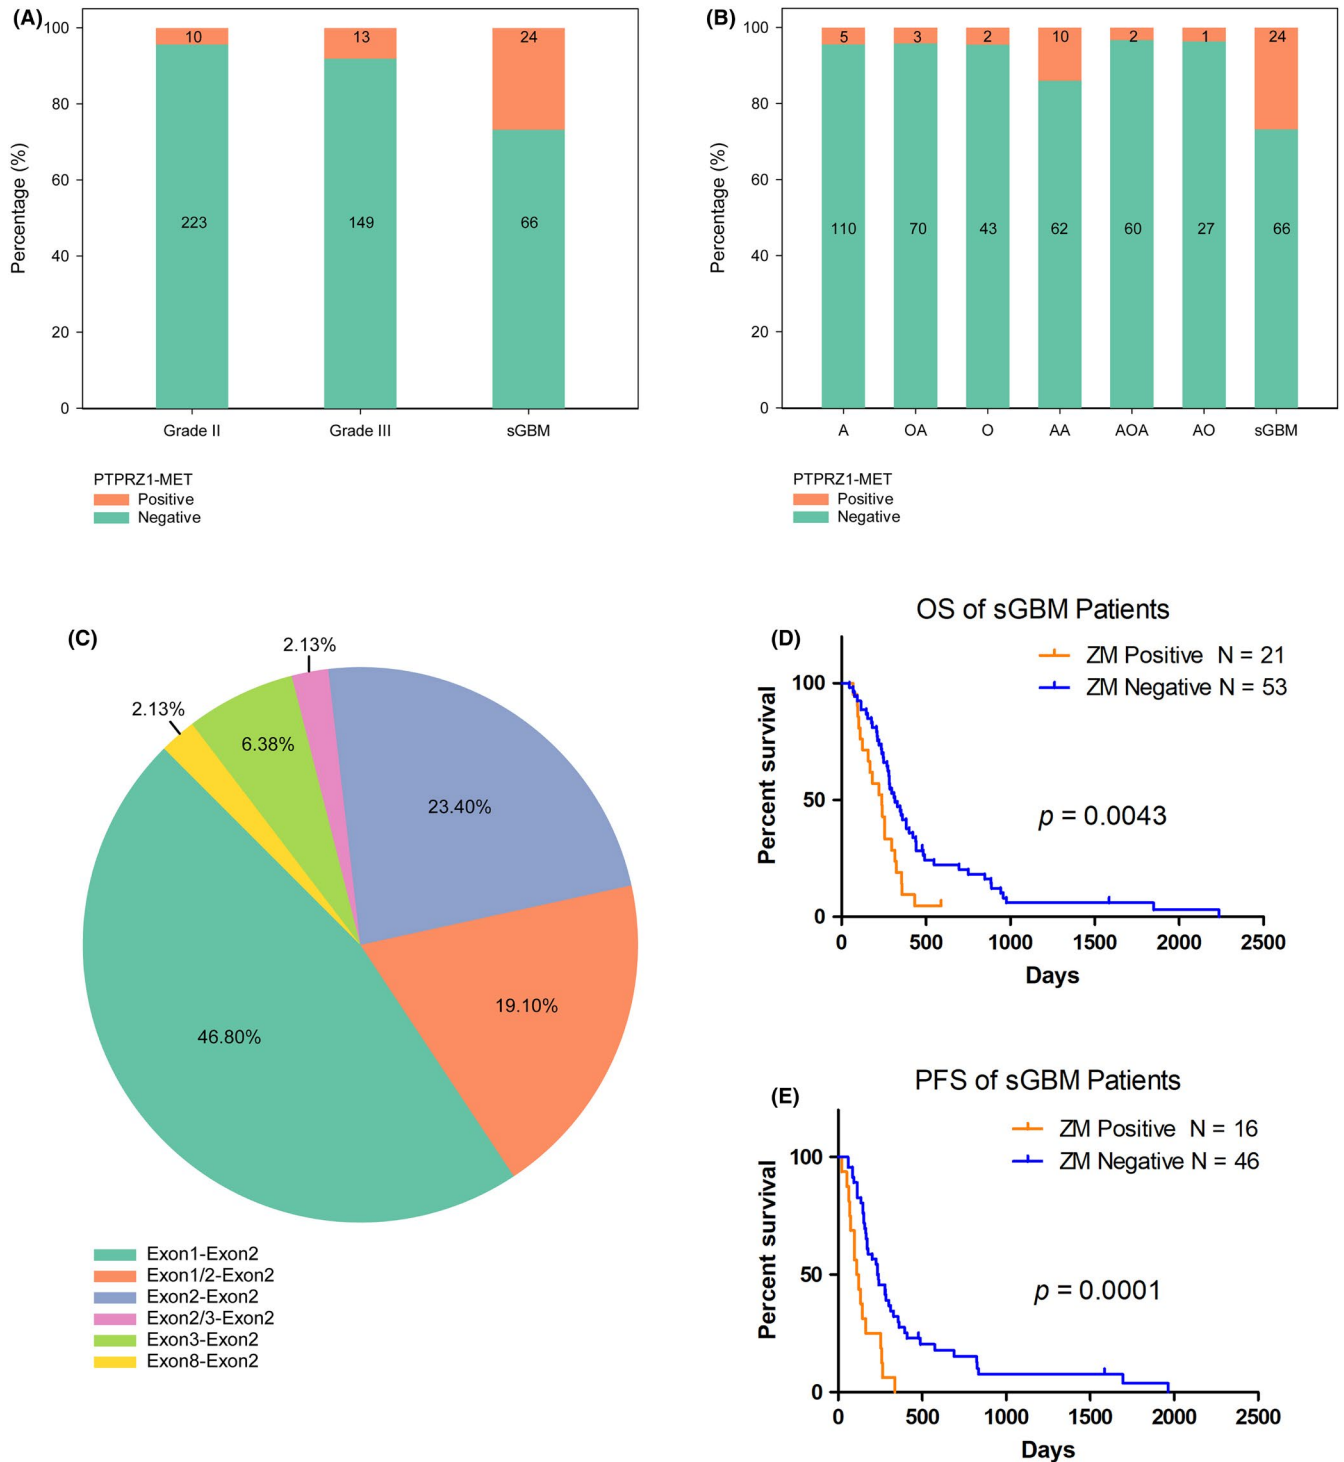 (A)
Percentage (%)
100
80
60
40
20
0
10
13
24
223
149
66
Grade II
Grade III
sGBM
PTPRZ1-MET
Positive
Negative
(B)
Percentage (%)
100
80
60
40
20
0
5
3
2
10
2
1
24
110
70
43
62
60
27
66
A
OA
O
AA
AOA
AO
sGBM
PTPRZ1-MET
Positive
Negative
(C)
2.13%
2.13%
6.38%
23.40%
19.10%
46.80%
Exon1-Exon2
Exon1/2-Exon2
Exon2-Exon2
Exon2/3-Exon2
Exon3-Exon2
Exon8-Exon2
OS of sGBM Patients
(D)
ZM Positive N = 21
ZM Negative N = 53
Percent survival
100
50
0
p = 0.0043
0
500
1000
1500
2000
2500
Days
PFS of sGBM Patients
(E)
ZM Positive N = 16
ZM Negative N = 46
Percent survival
100
50
0
p = 0.0001
0
500
1000
1500
2000
2500
Days